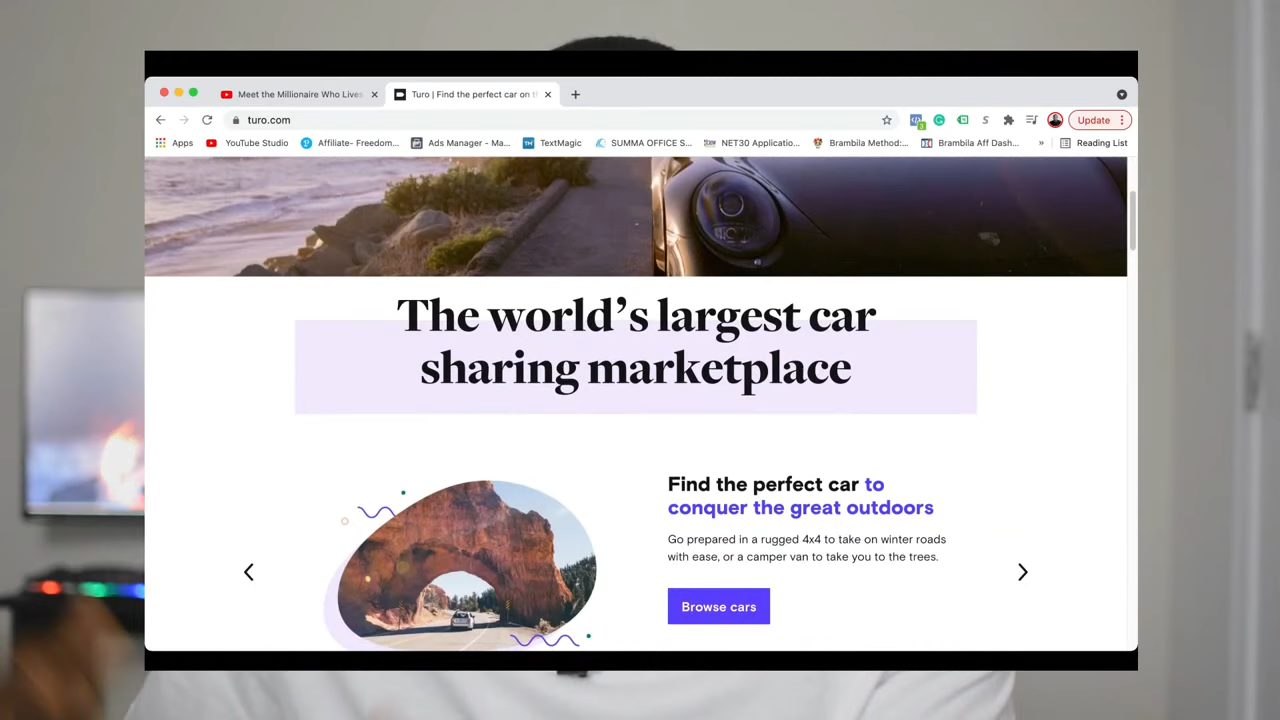 Meet the Millionaire Who Lives
Turo | Find the perfect car on th
turo.com
Update
Apps
YouTube Studio
Affiliate- Freedom...
Ads Manager - Ma...
TextMagic
SUMMA OFFICE S...
NET30 Applicatio...
Brambila Method:...
Brambila Aff Dash...
»
Reading List
The world's largest car
sharing marketplace
Find the perfect car to
conquer the great outdoors
Go prepared in a rugged 4x4 to take on winter roads
with ease, or a camper van to take you to the trees.
Browse cars